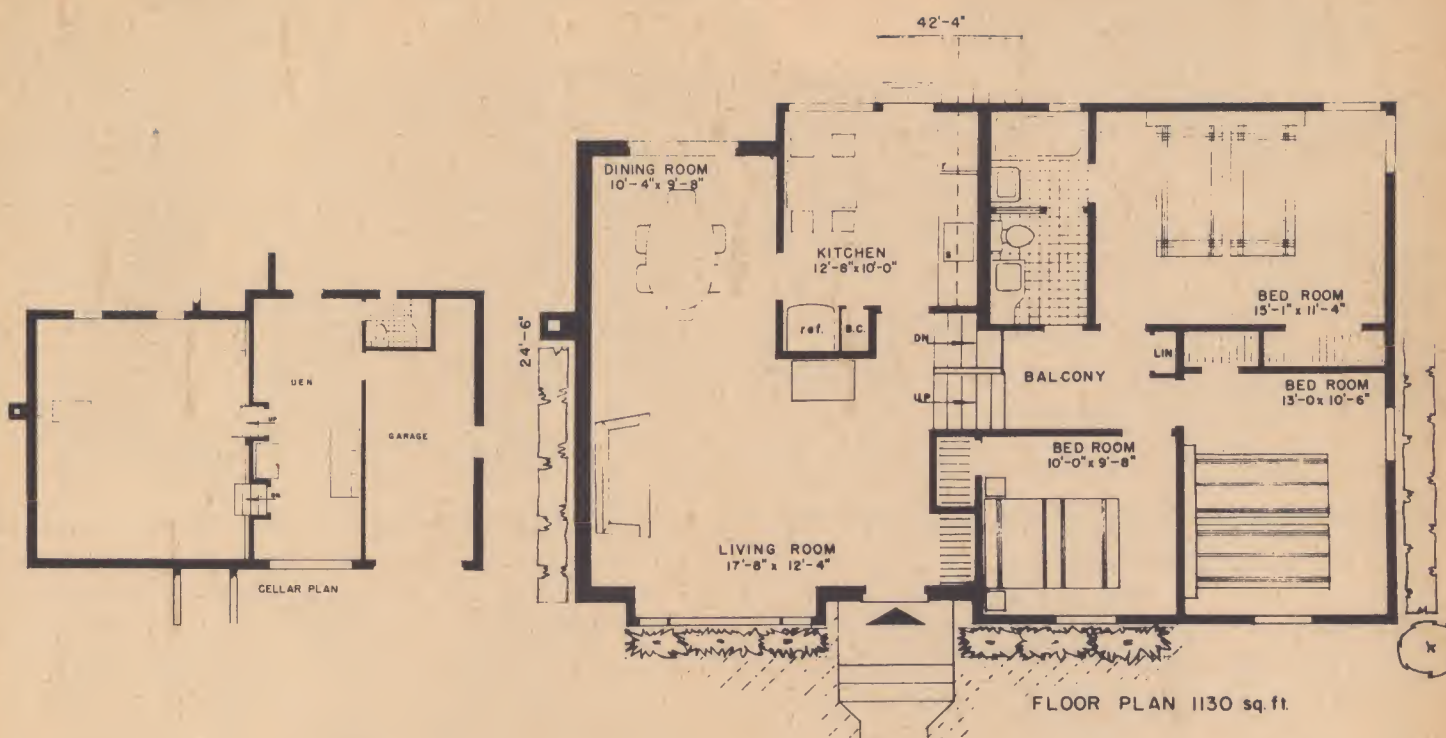 42'-4"
DINING ROOM
10'-4" x 9'-8"
KITCHEN
12'-8" x 10'-0"
r
s
ref.
B.C.
DN
UP
BALCONY
LIN
BED ROOM
15'-1" x 11'-4"
BED ROOM
13'-0 x 10'-6"
BED ROOM
10'-0" x 9'-8"
LIVING ROOM
17'-8" x 12'-4"
24'-6"
FLOOR PLAN 1130 sq. ft.
GARAGE
UP
DN
CELLAR PLAN